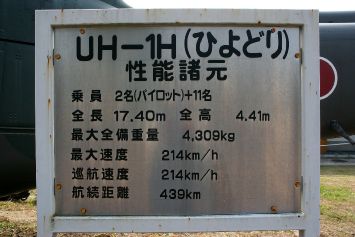 UH-1H(ひよどり)
性能諸元
乗員 2名(パイロット)+11名
全長 17.40m 全高 4.41m
最大全備重量 4,309kg
最大速度 214km/h
巡航速度 214km/h
航続距離 439km